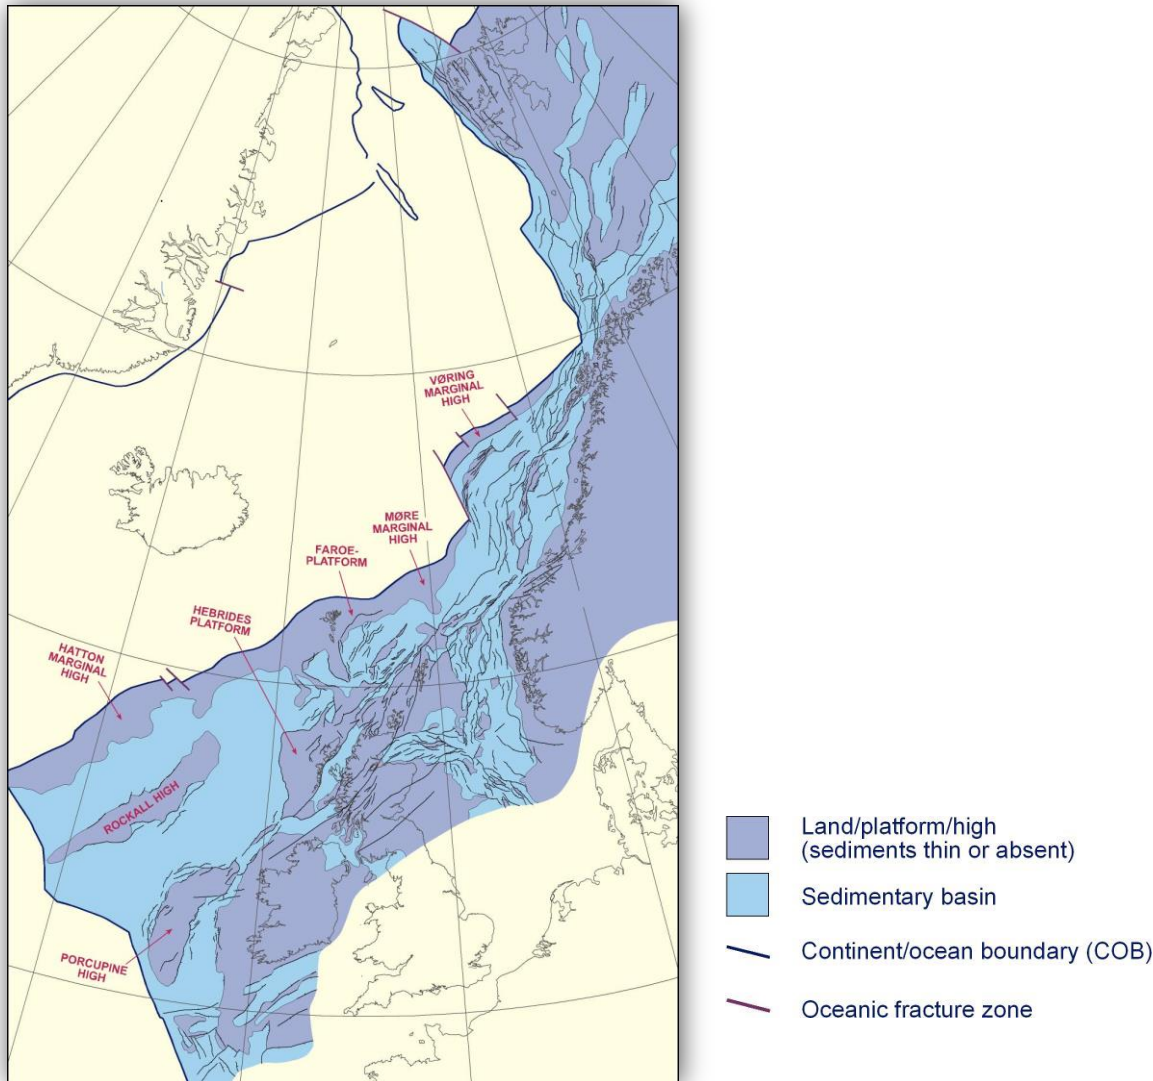 VØRING
MARGINAL
HIGH
MØRE
MARGINAL
HIGH
FAROE-
PLATFORM
HEBRIDES
PLATFORM
HATTON
MARGINAL
HIGH
ROCKALL HIGH
PORCUPINE
HIGH
Land/platform/high
(sediments thin or absent)
Sedimentary basin
Continent/ocean boundary (COB)
Oceanic fracture zone